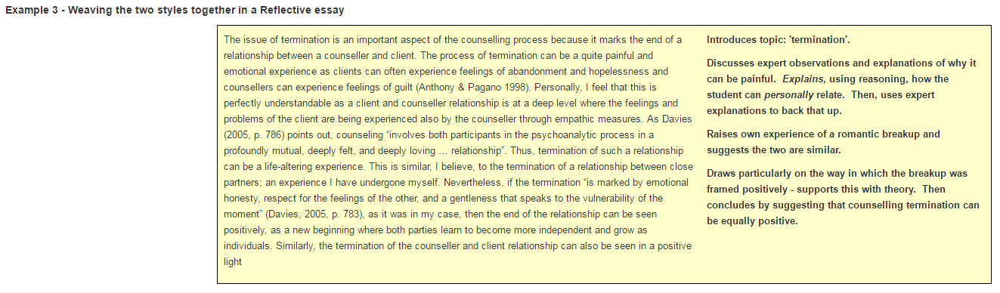 Example 3 - Weaving the two styles together in a Reflective essay
The issue of termination is an important aspect of the counselling process because it marks the end of a
relationship between a counseller and client. The process of termination can be a quite painful and
emotional experience as clients can often experience feelings of abandonment and hopelessness and
counsellers can experience feelings of guilt (Anthony & Pagano 1998). Personally, I feel that this is
perfectly understandable as a client and counseller relationship is at a deep level where the feelings and
problems of the client are being experienced also by the counseller through empathic measures. As Davies
(2005, p. 786) points out, counseling “involves both participants in the psychoanalytic process in a
profoundly mutual, deeply felt, and deeply loving … relationship”. Thus, termination of such a relationship
can be a life-altering experience. This is similar, I believe, to the termination of a relationship between close
partners; an experience I have undergone myself. Nevertheless, if the termination “is marked by emotional
honesty, respect for the feelings of the other, and a gentleness that speaks to the vulnerability of the
moment” (Davies, 2005, p. 783), as it was in my case, then the end of the relationship can be seen
positively, as a new beginning where both parties learn to become more independent and grow as
individuals. Similarly, the termination of the counseller and client relationship can also be seen in a positive
light
Introduces topic: 'termination'.
Discusses expert observations and explanations of why it
can be painful. Explains, using reasoning, how the
student can personally relate. Then, uses expert
explanations to back that up.
Raises own experience of a romantic breakup and
suggests the two are similar.
Draws particularly on the way in which the breakup was
framed positively - supports this with theory. Then
concludes by suggesting that counselling termination can
be equally positive.